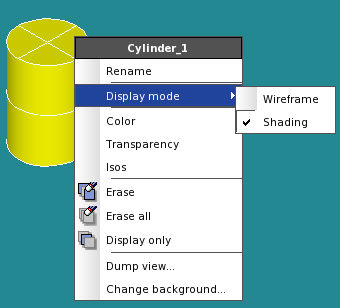 Cylinder_1
Rename
Display mode
Wireframe
Shading
Color
Transparency
Isos
Erase
Erase all
Display only
Dump view...
Change background...